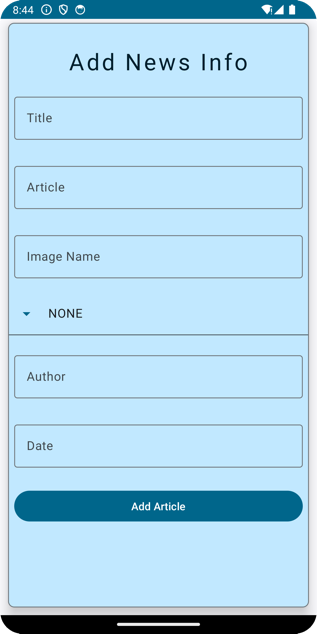 8:44
Add News Info
Title
Article
Image Name
NONE
Author
Date
Add Article